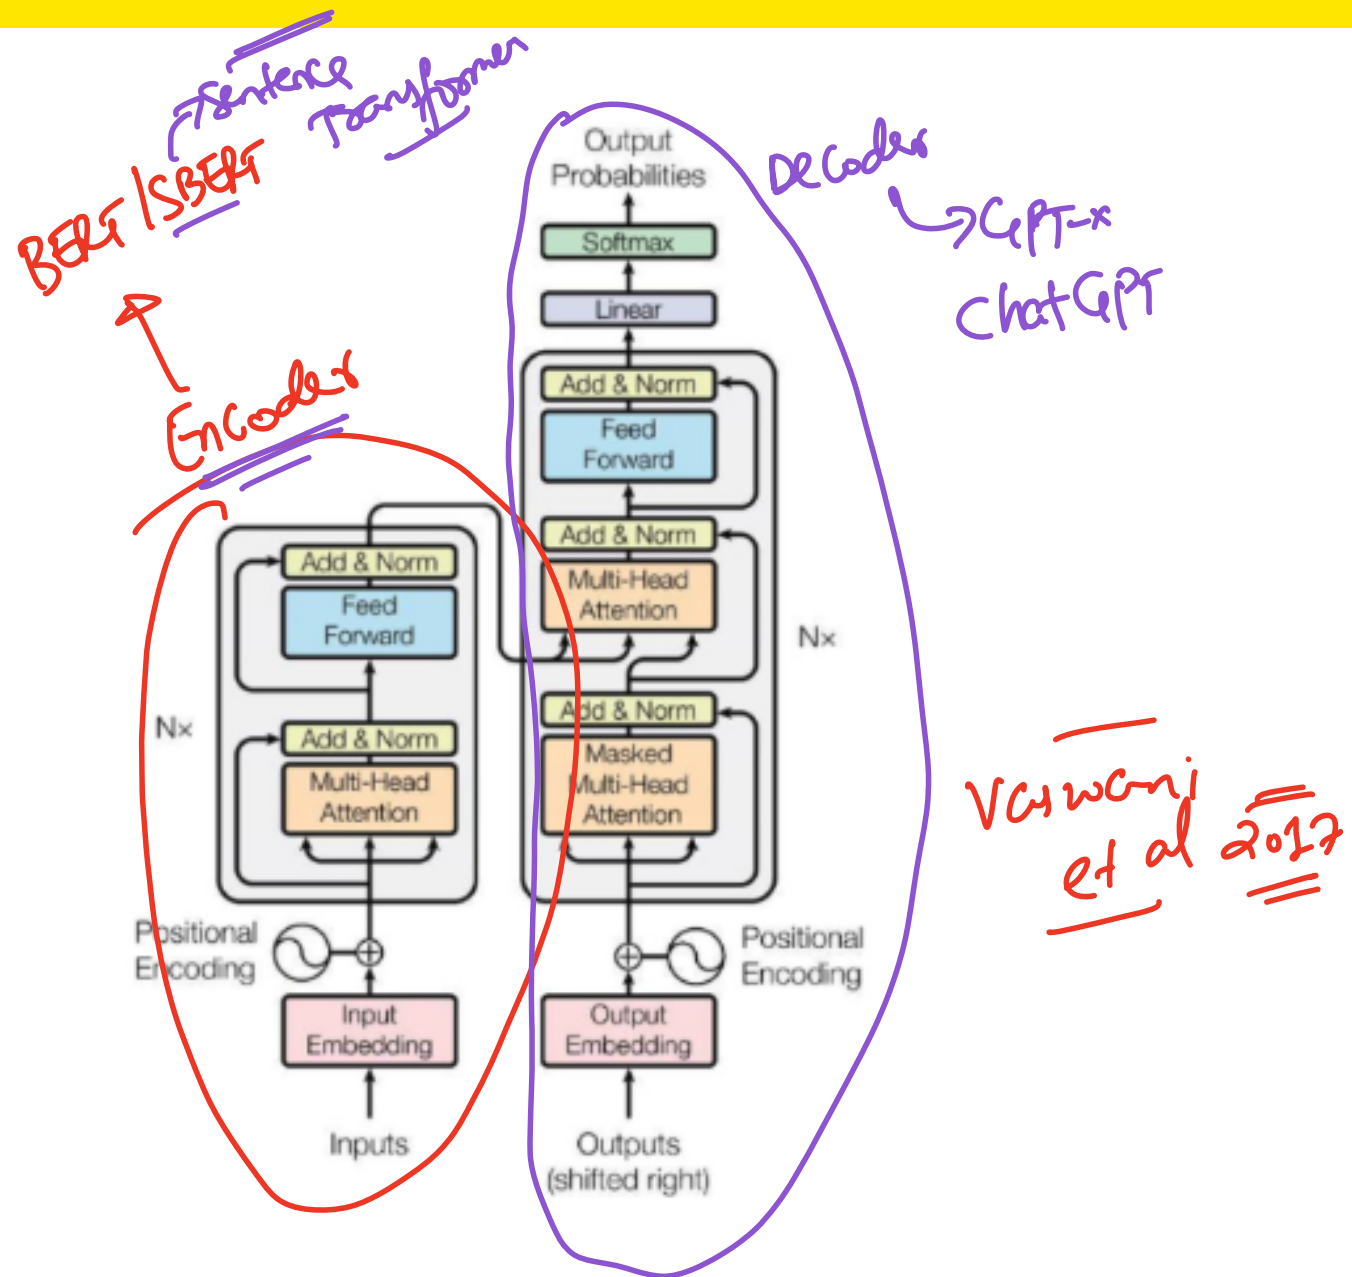 Sentence
Transformer
BERT/SBERT
Encoder
Decoder
GPT-x
ChatGPT
Output
Probabilities
Softmax
Linear
Add & Norm
Feed
Forward
Add & Norm
Multi-Head
Attention
Nx
Add & Norm
Masked
Multi-Head
Attention
Positional
Encoding
Output
Embedding
Outputs
(shifted right)
Add & Norm
Feed
Forward
Nx
Add & Norm
Multi-Head
Attention
Positional
Encoding
Input
Embedding
Inputs
Vaswani
et al 2017